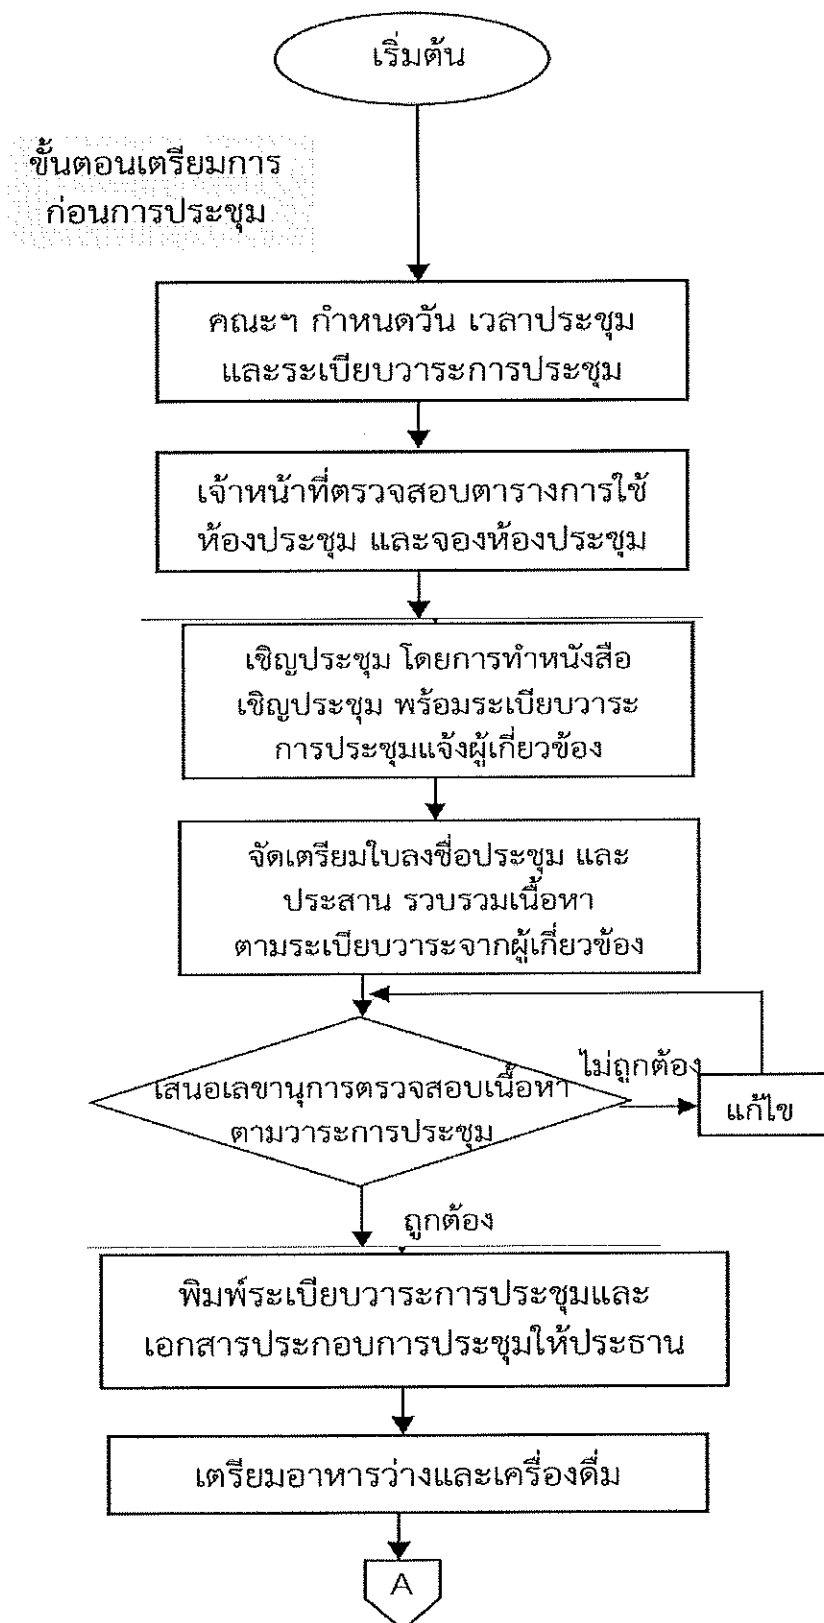 เริ่มต้น
ขั้นตอนเตรียมการ
ก่อนการประชุม
คณะฯ กำหนดวัน เวลาประชุม
และระเบียบวาระการประชุม
เจ้าหน้าที่ตรวจสอบตารางการใช้
ห้องประชุม และจองห้องประชุม
เชิญประชุม โดยการทำหนังสือ
เชิญประชุม พร้อมระเบียบวาระ
การประชุมแจ้งผู้เกี่ยวข้อง
จัดเตรียมใบลงชื่อประชุม และ
ประสาน รวบรวมเนื้อหา
ตามระเบียบวาระจากผู้เกี่ยวข้อง
เสนอเลขานุการตรวจสอบเนื้อหา
ตามวาระการประชุม
ไม่ถูกต้อง
แก้ไข
ถูกต้อง
พิมพ์ระเบียบวาระการประชุมและ
เอกสารประกอบการประชุมให้ประธาน
เตรียมอาหารว่างและเครื่องดื่ม
A